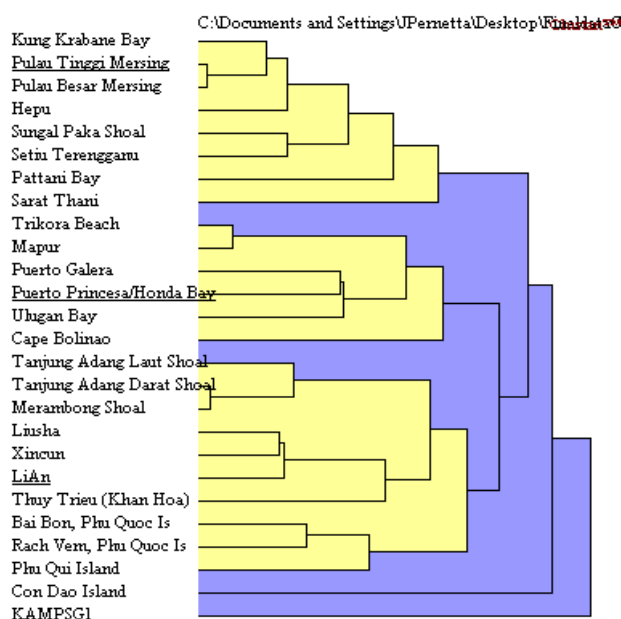 C:\Documents and Settings\JPernetta\Desktop\
Kung Krabane Bay
Pulau Tinggi Mersing
Pulau Besar Mersing
Hepu
Sungal Paka Shoal
Setiu Terengganu
Pattani Bay
Sarat Thani
Trikora Beach
Mapur
Puerto Galera
Puerto Princesa/Honda Bay
Ulugan Bay
Cape Bolinao
Tanjung Adang Laut Shoal
Tanjung Adang Darat Shoal
Merambong Shoal
Liusha
Xincun
LiAn
Thuy Trieu (Khan Hoa)
Bai Bon, Phu Quoc Is
Rach Vem, Phu Quoc Is
Phu Qui Island
Con Dao Island
KAMPSG1